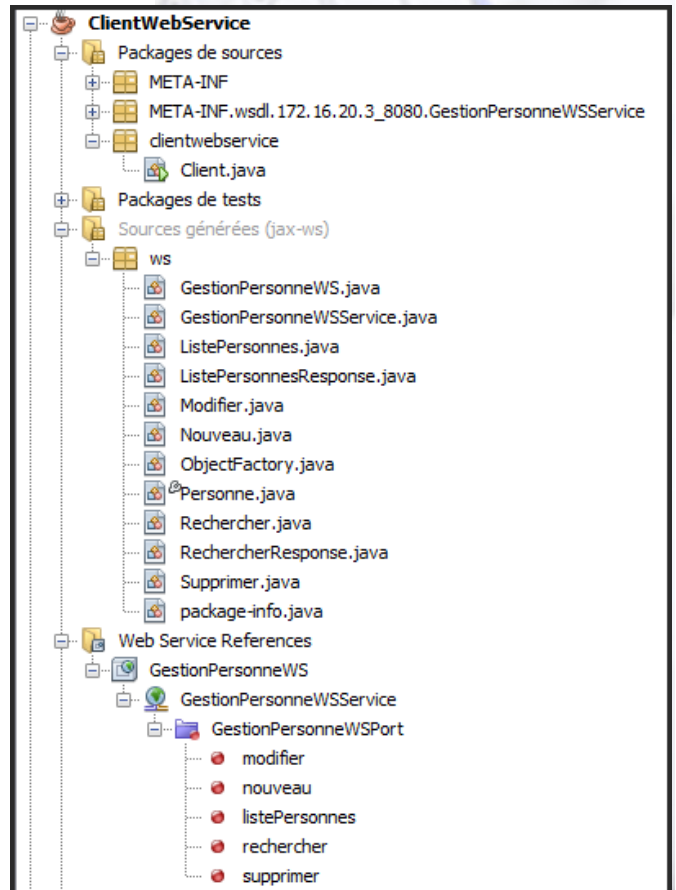 ClientWebService
Packages de sources
META-INF
META-INF.wsdl.172.16.20.3_8080.GestionPersonneWSService
clientwebservice
Client.java
Packages de tests
Sources générées (jax-ws)
ws
GestionPersonneWS.java
GestionPersonneWSService.java
ListePersonnes.java
ListePersonnesResponse.java
Modifier.java
Nouveau.java
ObjectFactory.java
Personne.java
Rechercher.java
RechercherResponse.java
Supprimer.java
package-info.java
Web Service References
GestionPersonneWS
GestionPersonneWSService
GestionPersonneWSPort
modifier
nouveau
listePersonnes
rechercher
supprimer